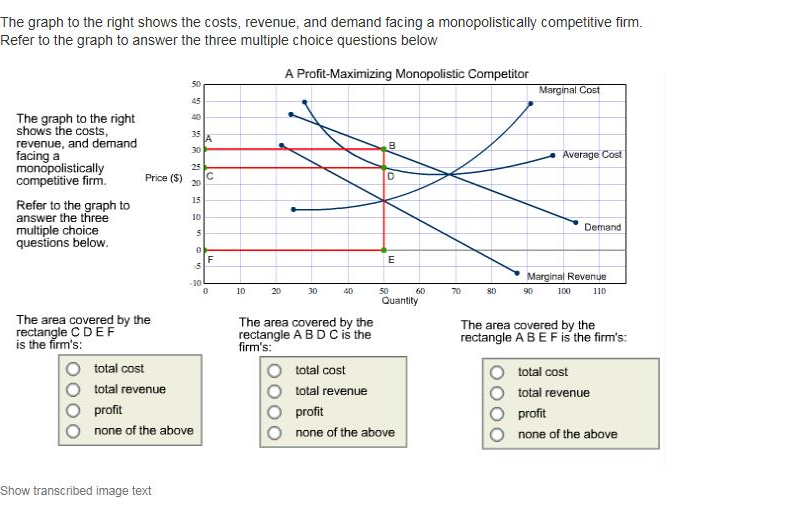 The graph to the right shows the costs, revenue, and demand facing a monopolistically competitive firm.
Refer to the graph to answer the three multiple choice questions below
A Profit-Maximizing Monopolistic Competitor
The graph to the right
shows the costs,
revenue, and demand
facing a
monopolistically
competitive firm.
Refer to the graph to
answer the three
multiple choice
questions below.
Price ($)
50
45
40
35
30
25
20
15
10
5
0
-5
-10
Marginal Cost
A
B
Average Cost
C
D
Demand
F
E
Marginal Revenue
0 10 20 30 40 50 60 70 80 90 100 110
Quantity
The area covered by the
rectangle C D E F
is the firm's:
total cost
total revenue
profit
none of the above
The area covered by the
rectangle A B D C is the
firm's:
total cost
total revenue
profit
none of the above
The area covered by the
rectangle A B E F is the firm's:
total cost
total revenue
profit
none of the above
Show transcribed image text